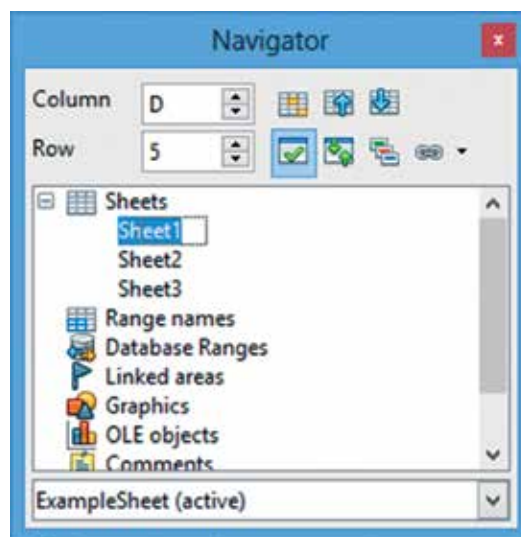 Navigator
Column D
Row 5
Sheets
Sheet1
Sheet2
Sheet3
Range names
Database Ranges
Linked areas
Graphics
OLE objects
Comments
ExampleSheet (active)